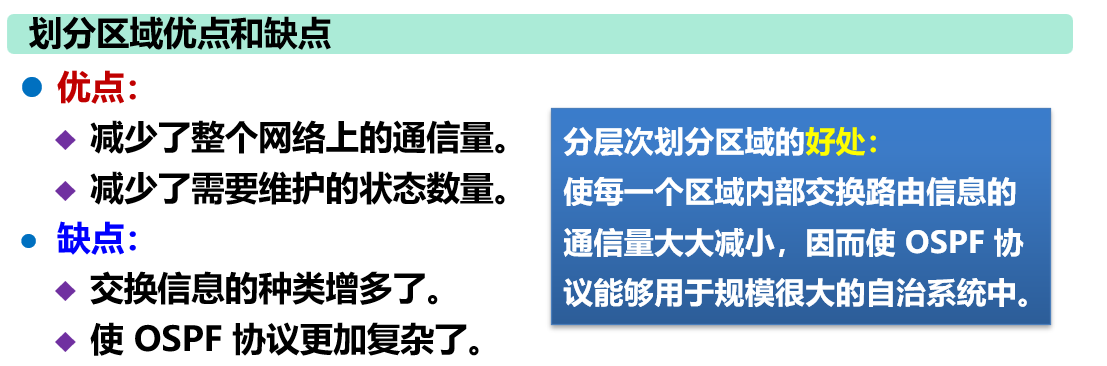 划分区域优点和缺点
优点：
减少了整个网络上的通信量。
减少了需要维护的状态数量。
缺点：
交换信息的种类增多了。
使 OSPF 协议更加复杂了。
分层次划分区域的好处：
使每一个区域内部交换路由信息的
通信量大大减小，因而使 OSPF 协
议能够用于规模很大的自治系统中。